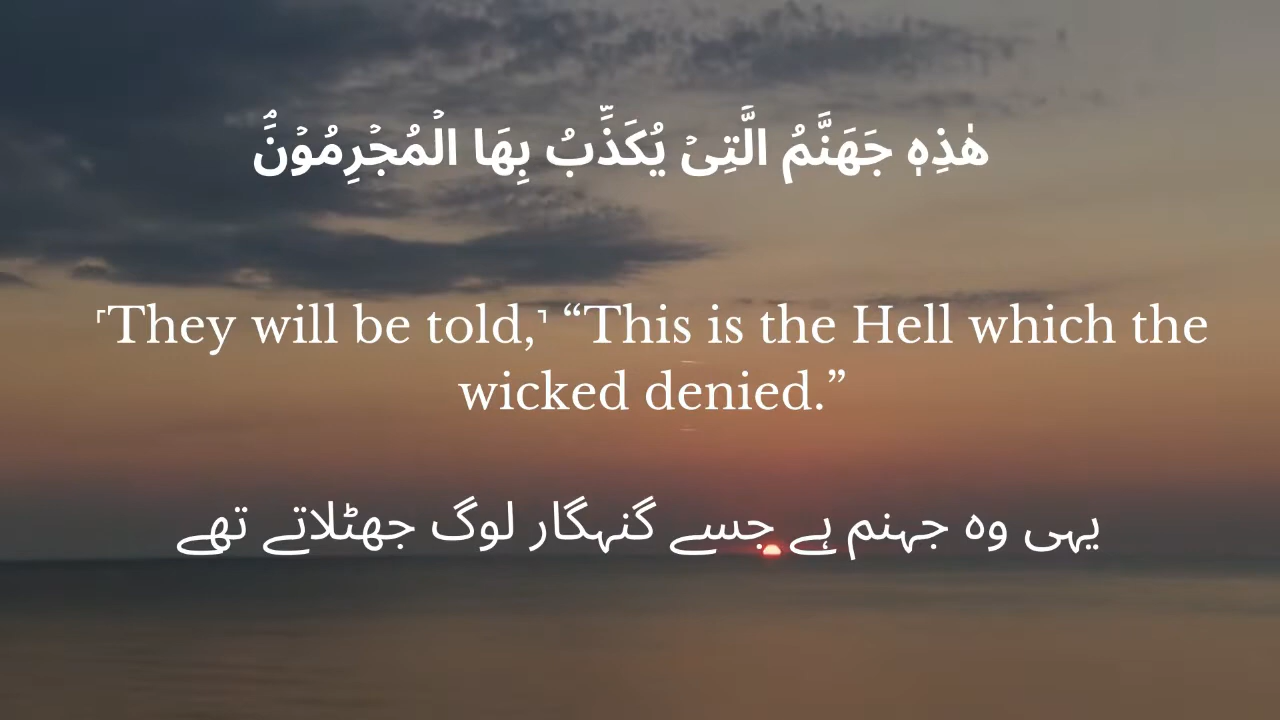 هٰذِهٖ جَهَنَّمُ الَّتِىۡ يُكَذِّبُ بِهَا الۡمُجۡرِمُوۡنَ‌ۘ
⸢They will be told,⸣ “This is the Hell which the
wicked denied.”
یہی وہ جہنم ہے جسے گنہگار لوگ جھٹلاتے تھے